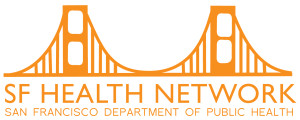 SF HEALTH NETWORK
SAN FRANCISCO DEPARTMENT OF PUBLIC HEALTH